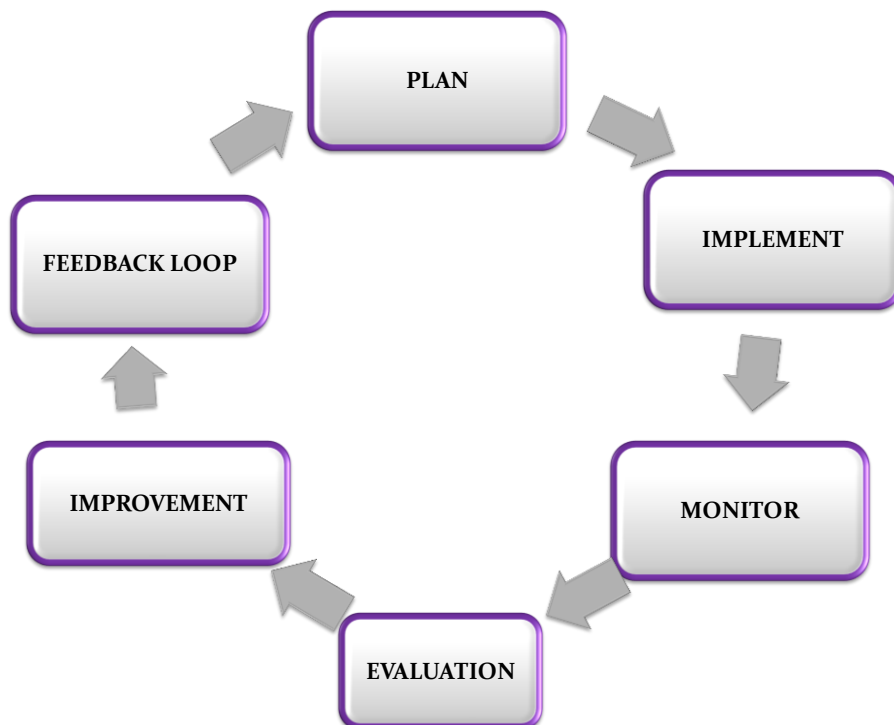 PLAN
IMPLEMENT
MONITOR
EVALUATION
IMPROVEMENT
FEEDBACK LOOP